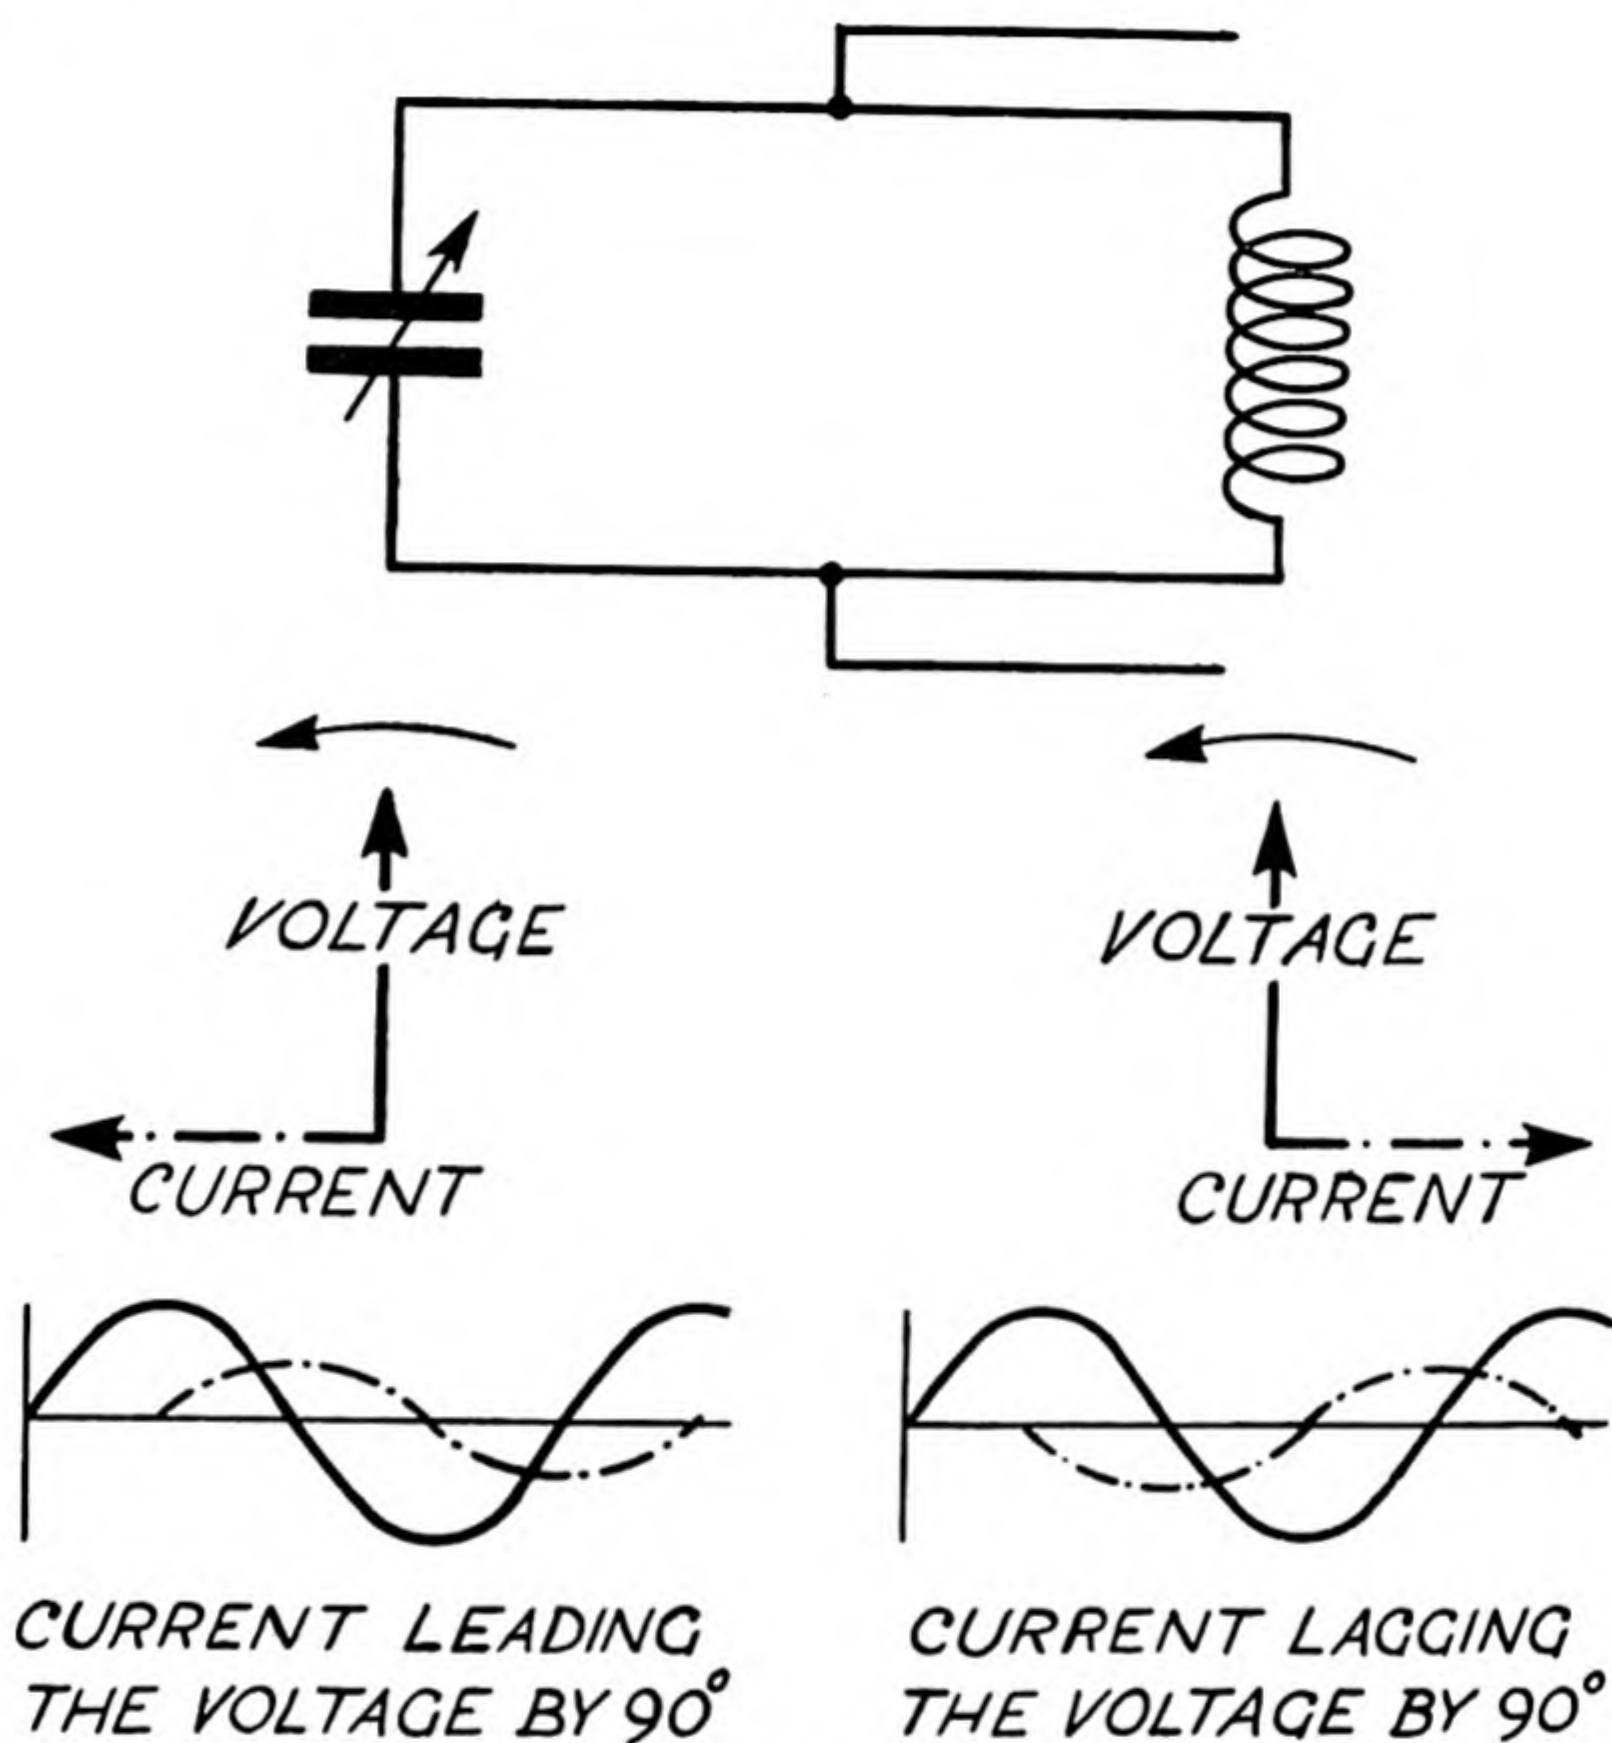 VOLTAGE
CURRENT
VOLTAGE
CURRENT
CURRENT LEADING
THE VOLTAGE BY 90°
CURRENT LAGGING
THE VOLTAGE BY 90°